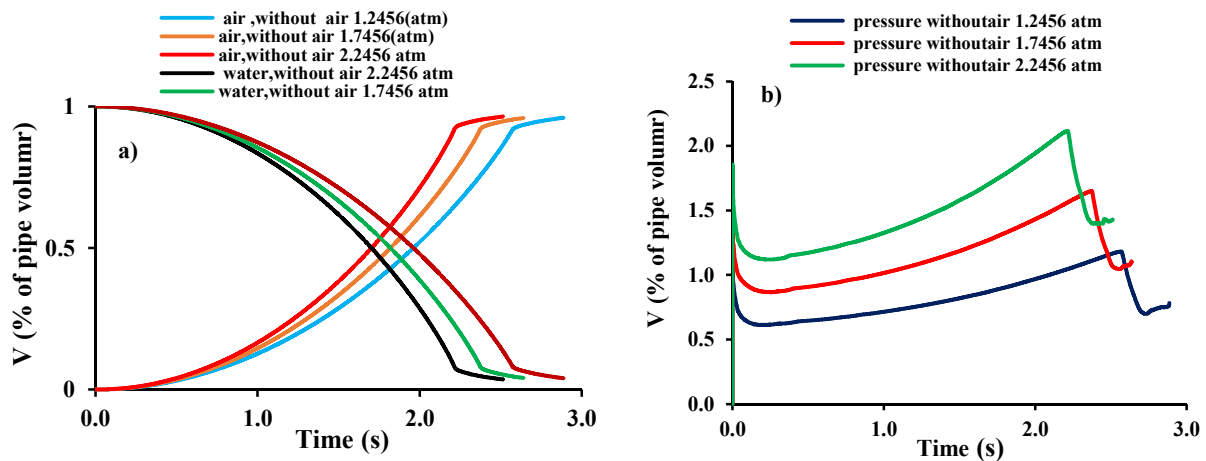 air ,without air 1.2456(atm)
air,without air 1.7456(atm)
air,without air 2.2456 atm
water,without air 2.2456 atm
water,without air 1.7456 atm
a)
V (% of pipe volumr)
1
0.5
0
0.0 1.0 2.0 3.0
Time (s)
pressure withoutair 1.2456 atm
pressure withoutair 1.7456 atm
pressure withoutair 2.2456 atm
b)
V (% of pipe volumr)
2.5
2.0
1.5
1.0
0.5
0.0
0.0 1.0 2.0 3.0
Time (s)